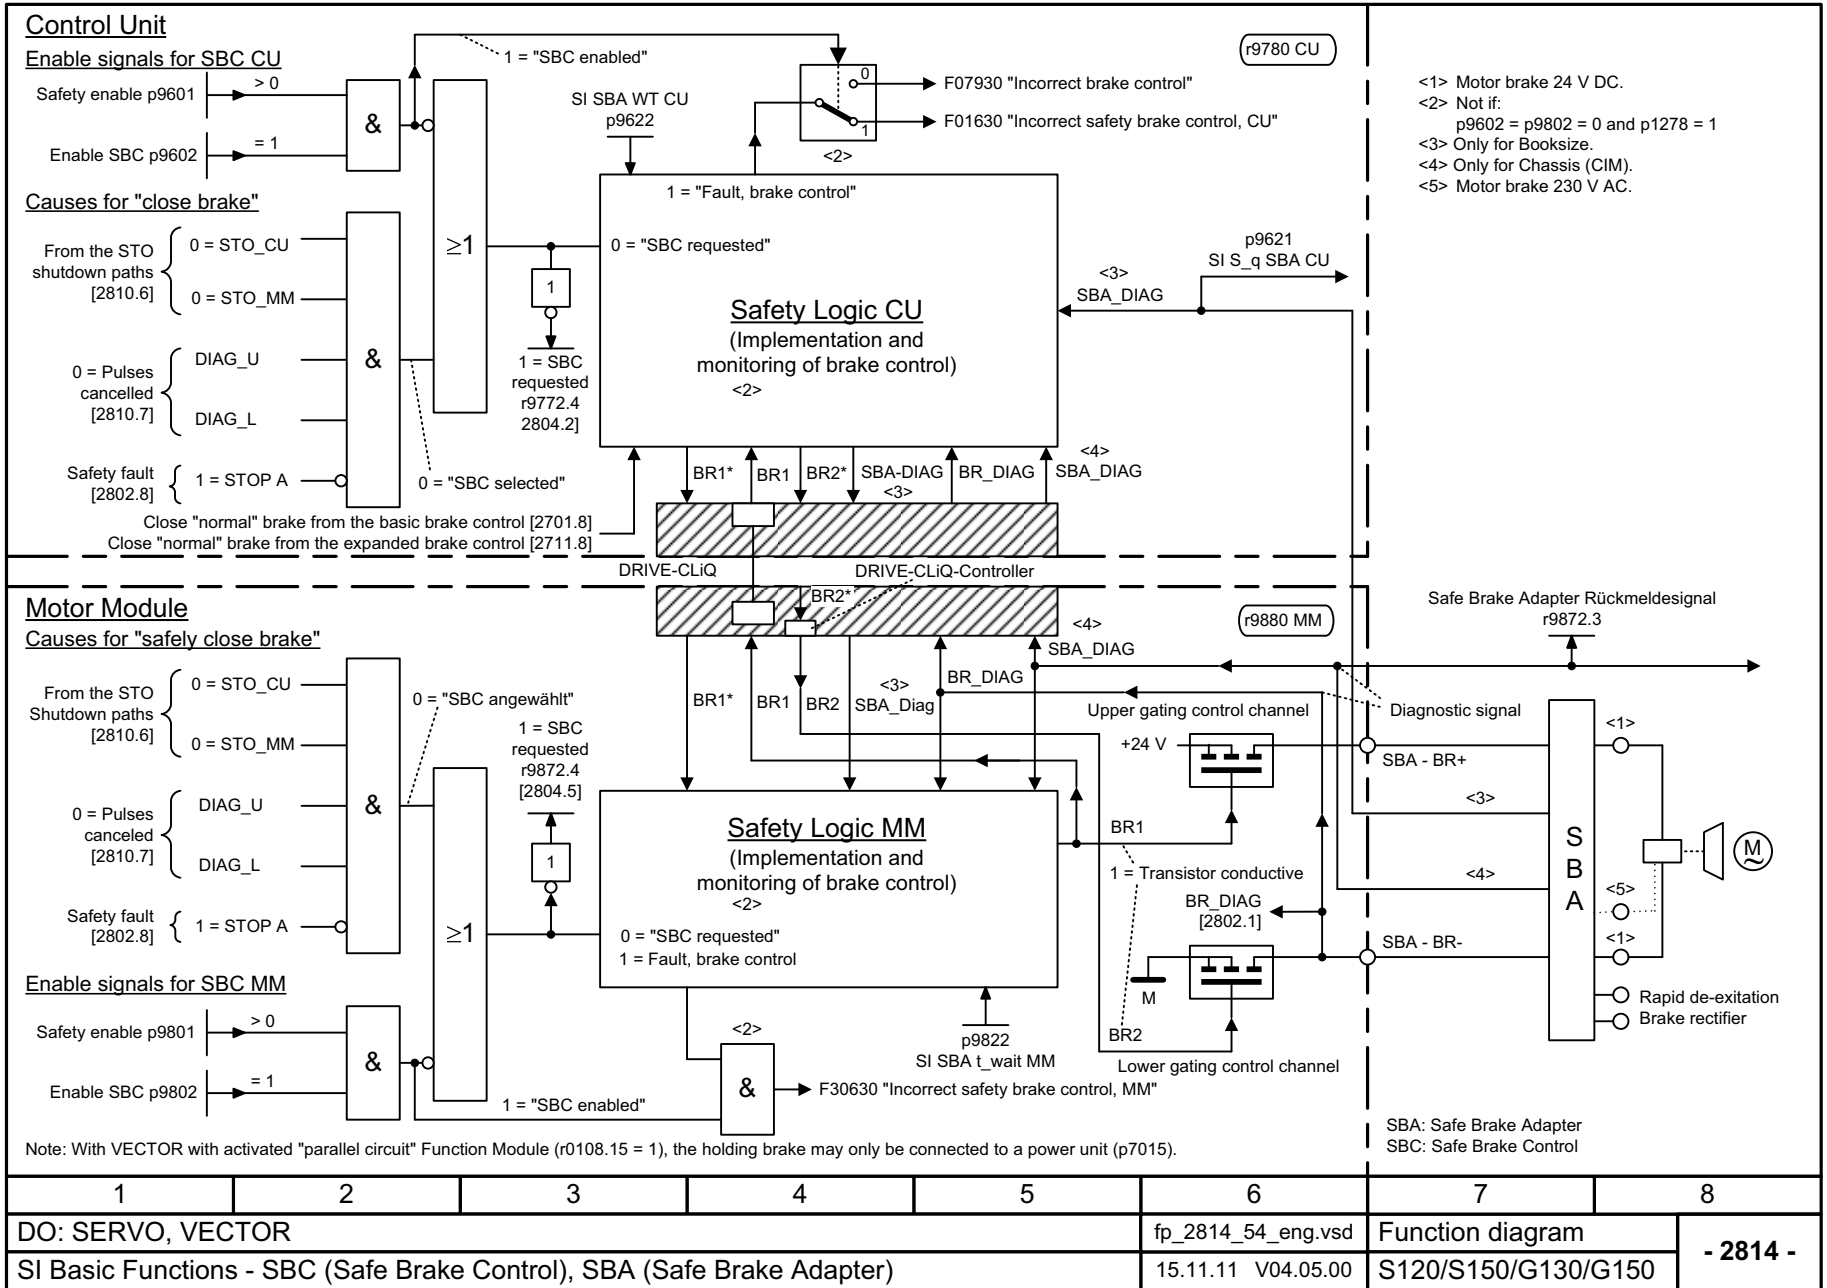 Control Unit
Enable signals for SBC CU
Safety enable p9601
> 0
Enable SBC p9602
= 1
&
1 = "SBC enabled"
SI SBA WT CU
p9622
0
1
<2>
F07930 "Incorrect brake control"
F01630 "Incorrect safety brake control, CU"
r9780 CU
<1> Motor brake 24 V DC.
<2> Not if:
p9602 = p9802 = 0 and p1278 = 1
<3> Only for Booksize.
<4> Only for Chassis (CIM).
<5> Motor brake 230 V AC.
Causes for "close brake"
From the STO
shutdown paths
[2810.6]
0 = STO_CU
0 = STO_MM
0 = Pulses
cancelled
[2810.7]
DIAG_U
DIAG_L
Safety fault
[2802.8]
1 = STOP A
&
0 = "SBC selected"
≥1
1
1 = SBC
requested
r9772.4
2804.2]
1 = "Fault, brake control"
0 = "SBC requested"
Safety Logic CU
(Implementation and
monitoring of brake control)
<2>
<3>
SBA_DIAG
p9621
SI S_q SBA CU
Close "normal" brake from the basic brake control [2701.8]
Close "normal" brake from the expanded brake control [2711.8]
BR1*
BR1
BR2*
SBA-DIAG
<3>
BR_DIAG
<4>
SBA_DIAG
DRIVE-CLiQ
DRIVE-CLiQ-Controller
BR2*
Motor Module
Causes for "safely close brake"
From the STO
Shutdown paths
[2810.6]
0 = STO_CU
0 = STO_MM
0 = Pulses
canceled
[2810.7]
DIAG_U
DIAG_L
Safety fault
[2802.8]
1 = STOP A
&
0 = "SBC angewählt"
≥1
1 = SBC
requested
r9872.4
[2804.5]
1
BR1*
BR1
BR2
<3>
SBA_Diag
BR_DIAG
<4>
SBA_DIAG
r9880 MM
Safe Brake Adapter Rückmeldesignal
r9872.3
Diagnostic signal
Upper gating control channel
+24 V
SBA - BR+
Safety Logic MM
(Implementation and
monitoring of brake control)
<2>
0 = "SBC requested"
1 = Fault, brake control
BR1
1 = Transistor conductive
BR_DIAG
[2802.1]
M
BR2
Lower gating control channel
SBA - BR-
<3>
<4>
S
B
A
<1>
<5>
<1>
M
~
Rapid de-exitation
Brake rectifier
p9822
SI SBA t_wait MM
Enable signals for SBC MM
Safety enable p9801
> 0
Enable SBC p9802
= 1
&
1 = "SBC enabled"
<2>
&
F30630 "Incorrect safety brake control, MM"
SBA: Safe Brake Adapter
SBC: Safe Brake Control
Note: With VECTOR with activated "parallel circuit" Function Module (r0108.15 = 1), the holding brake may only be connected to a power unit (p7015).
1 2 3 4 5 6 7 8
DO: SERVO, VECTOR
fp_2814_54_eng.vsd
Function diagram
- 2814 -
SI Basic Functions - SBC (Safe Brake Control), SBA (Safe Brake Adapter)
15.11.11 V04.05.00
S120/S150/G130/G150